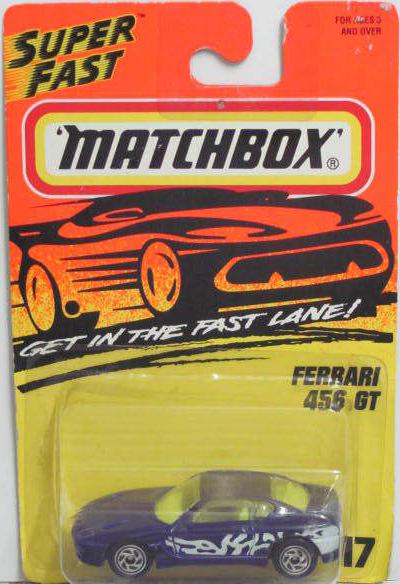 SUPER
FAST
FOR AGES 3
AND OVER
'MATCHBOX'®
GET IN THE FAST LANE!
FERRARI
456 GT
17